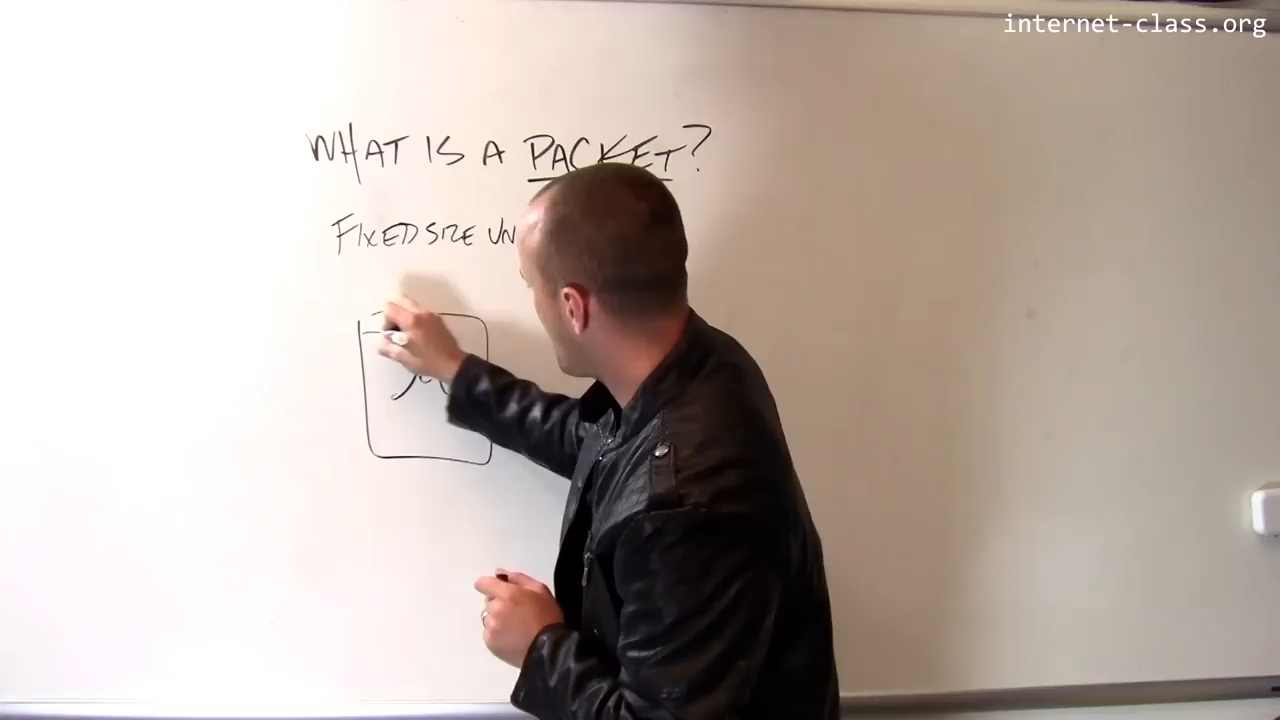 internet-class.org
WHAT IS A PACKET?
FIXED SIZE UN